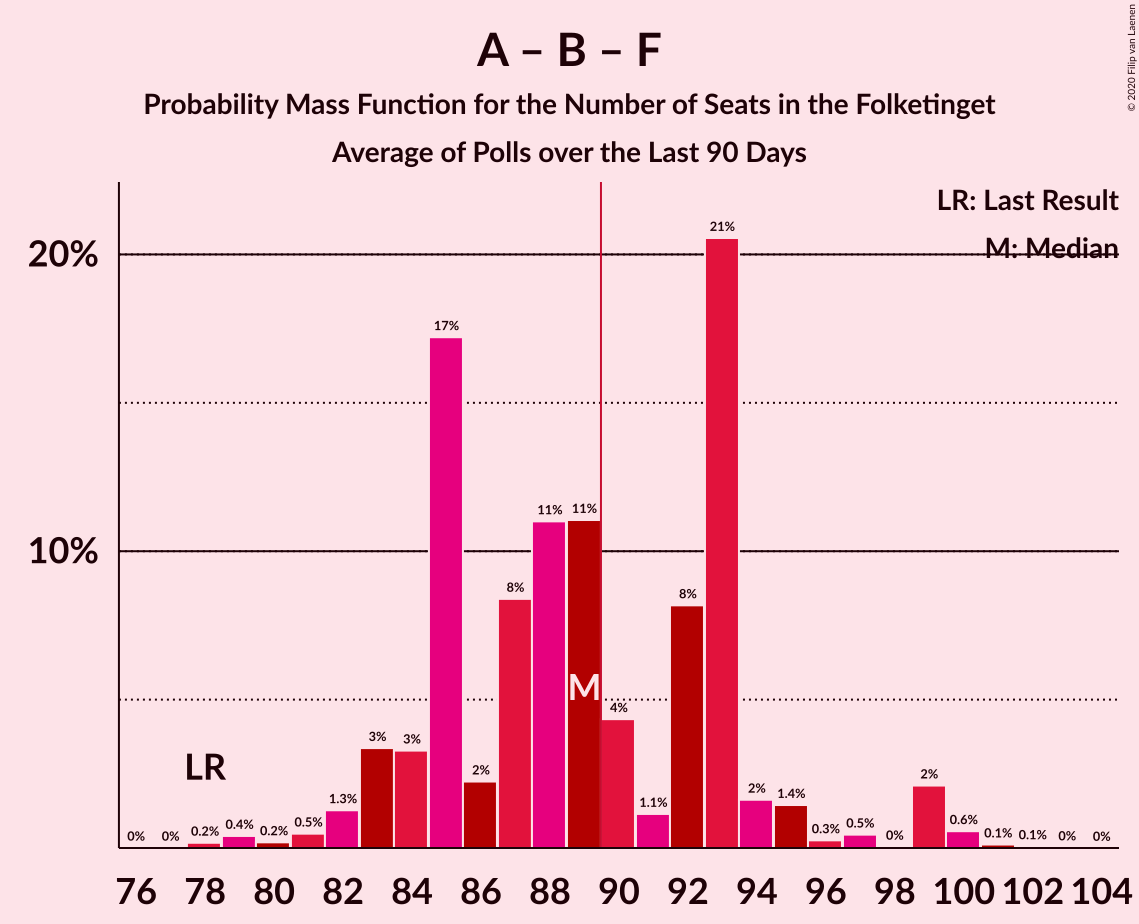 © 2020 Filip van Laenen
A – B – F
Probability Mass Function for the Number of Seats in the Folketinget
Average of Polls over the Last 90 Days
LR: Last Result
M: Median
20%
10%
0% 0% 0.2% 0.4% 0.2% 0.5% 1.3% 3% 3% 17% 2% 8% 11% 11% 4% 1.1% 8% 21% 2% 1.4% 0.3% 0.5% 0% 2% 0.6% 0.1% 0.1% 0% 0%
LR
M
76 78 80 82 84 86 88 90 92 94 96 98 100 102 104